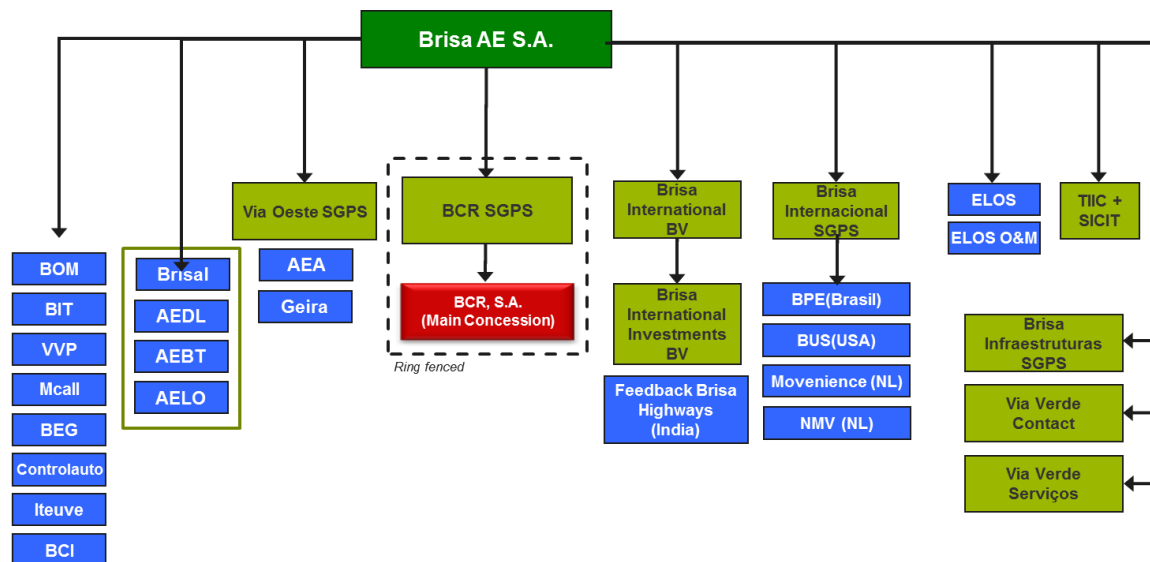 Brisa AE S.A.
Via Oeste SGPS
BCR SGPS
Brisa
International
BV
Brisa
Internacional
SGPS
ELOS
ELOS O&M
TIIC +
SICIT
BOM
BIT
VVP
Mcall
BEG
Controlauto
Iteuve
BCI
Brisal
AEDL
AEBT
AELO
AEA
Geira
BCR, S.A.
(Main Concession)
Ring fenced
Brisa
International
Investments
BV
Feedback Brisa
Highways
(India)
BPE(Brasil)
BUS(USA)
Movenience (NL)
NMV (NL)
Brisa
Infraestruturas
SGPS
Via Verde
Contact
Via Verde
Serviços